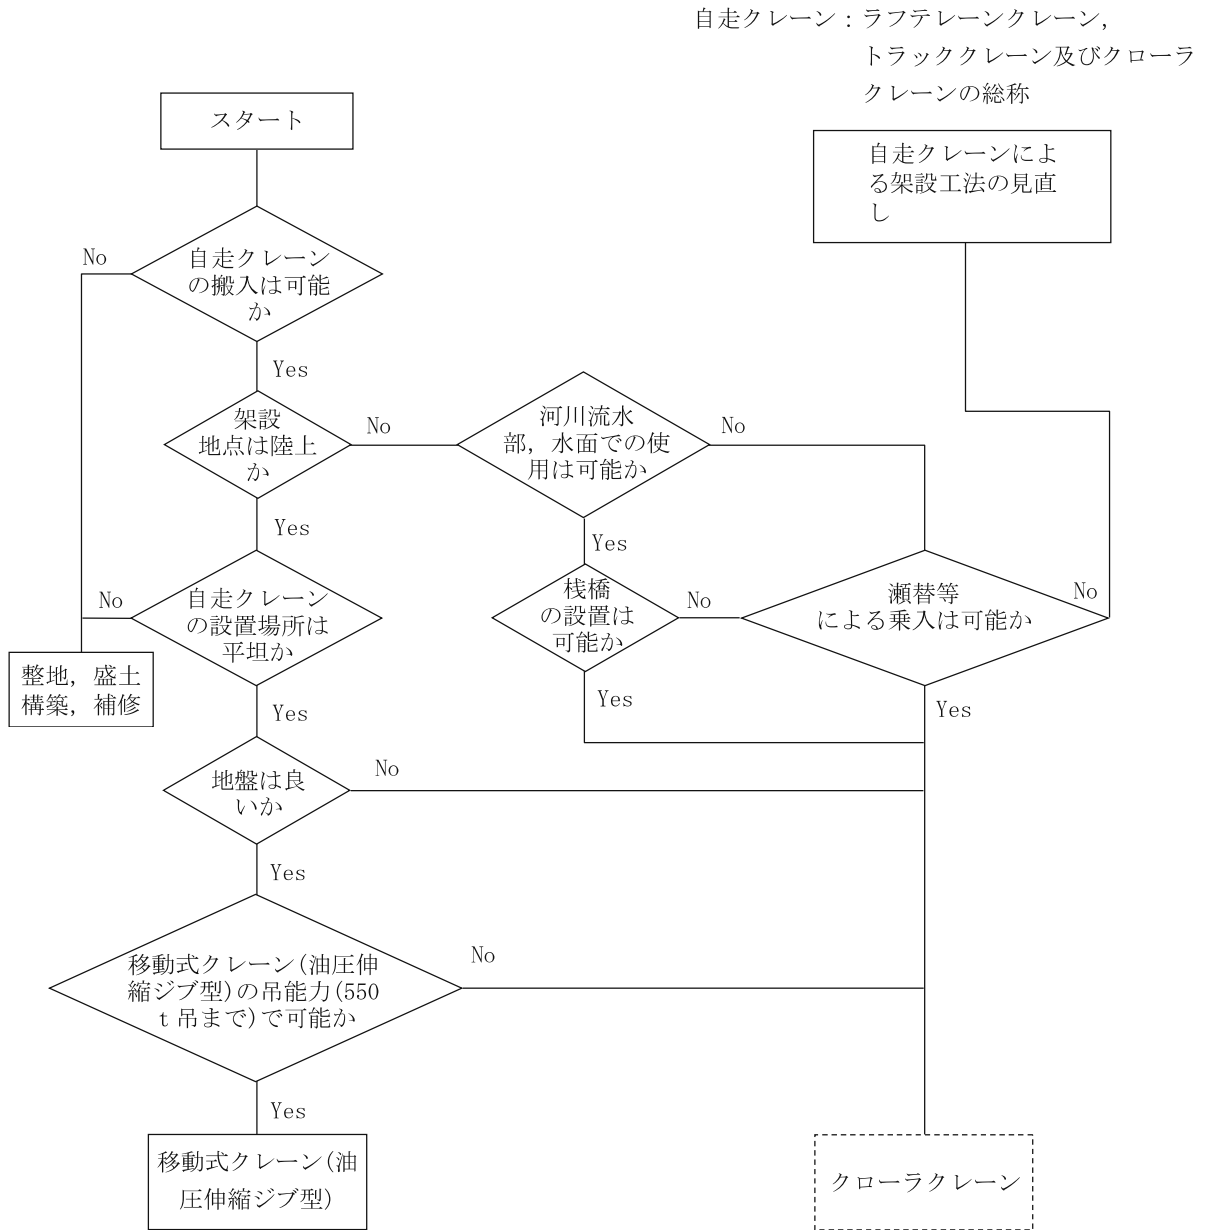 自走クレーン：ラフテレーンクレーン，
トラッククレーン及びクローラ
クレーンの総称
スタート
自走クレーンによ
る架設工法の見直
し
No
自走クレーン
の搬入は可能
か
Yes
架設
地点は陸上
か
No
河川流水
部，水面での使
用は可能か
No
Yes
Yes
No
自走クレーン
の設置場所は
平坦か
桟橋
の設置は
可能か
No
瀬替等
による乗入は可能か
No
整地，盛土
構築，補修
Yes
Yes
Yes
地盤は良
いか
No
Yes
移動式クレーン(油圧伸
縮ジブ型)の吊能力(550
t 吊まで)で可能か
No
Yes
移動式クレーン(油
圧伸縮ジブ型)
クローラクレーン